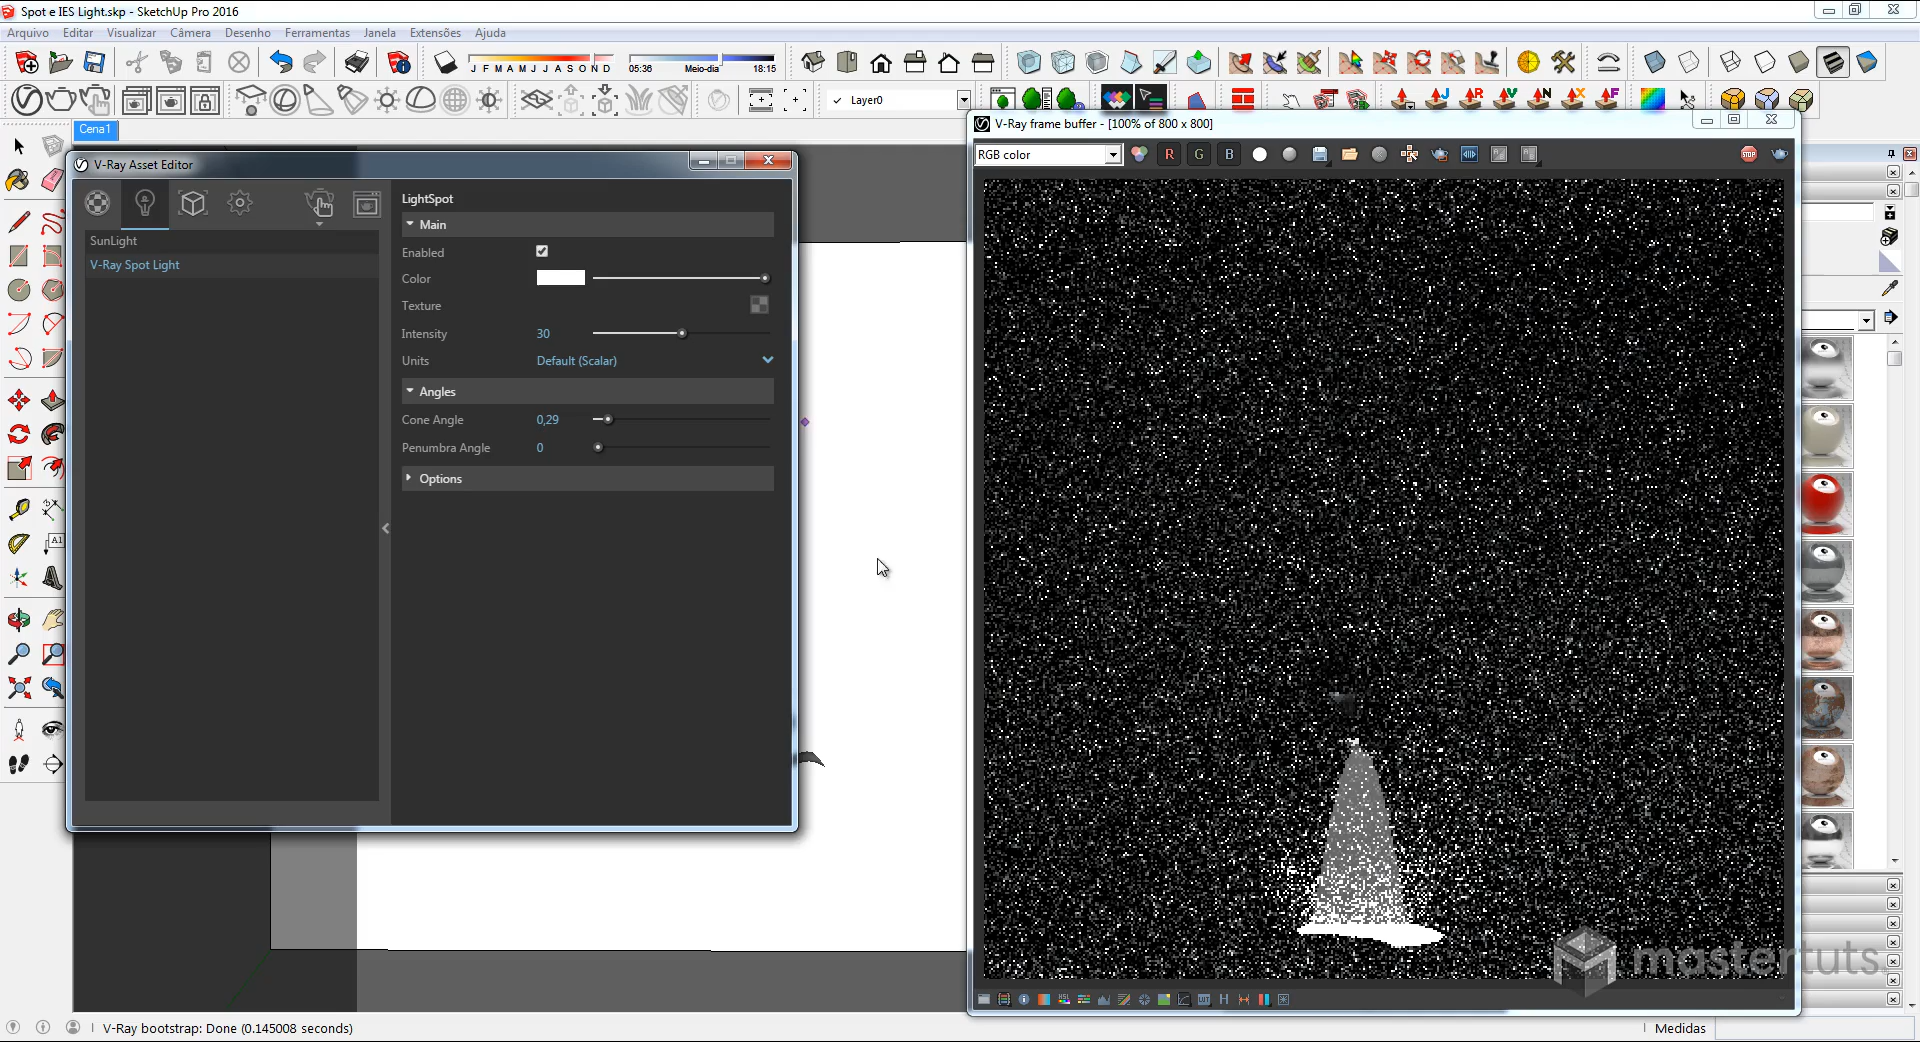 Spot e IES Light.skp - SketchUp Pro 2016
Arquivo Editar Visualizar Câmera Desenho Ferramentas Janela Extensões Ajuda
J F M A M J J A S O N D
05:36 Meio-dia 18:15
Layer0
Cena1
V-Ray frame buffer - [100% of 800 x 800]
RGB color
R G B
STOP
V-Ray Asset Editor
SunLight
V-Ray Spot Light
LightSpot
Main
Enabled
Color
Texture
Intensity 30
Units Default (Scalar)
Angles
Cone Angle 0,29
Penumbra Angle 0
Options
A1
J R V N X F
H
mastertuts
V-Ray bootstrap: Done (0.145008 seconds)
Medidas